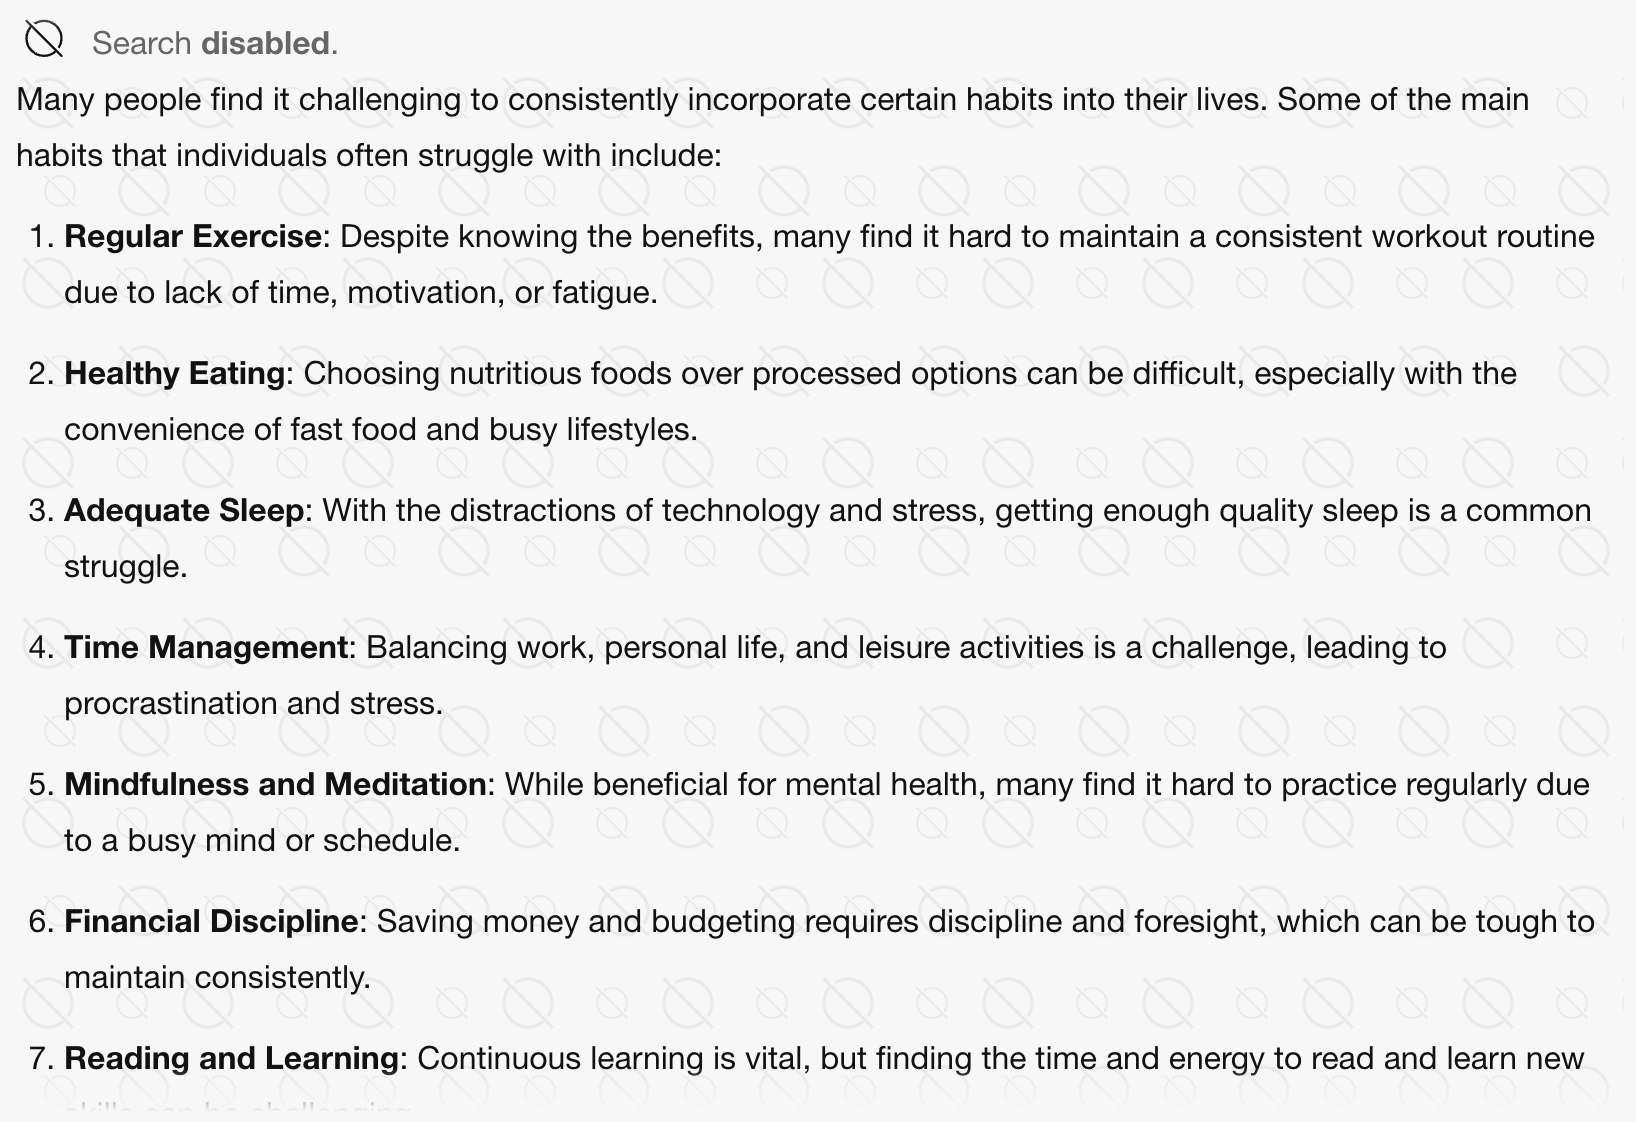 Search disabled.
Many people find it challenging to consistently incorporate certain habits into their lives. Some of the main
habits that individuals often struggle with include:
1. Regular Exercise: Despite knowing the benefits, many find it hard to maintain a consistent workout routine
due to lack of time, motivation, or fatigue.
2. Healthy Eating: Choosing nutritious foods over processed options can be difficult, especially with the
convenience of fast food and busy lifestyles.
3. Adequate Sleep: With the distractions of technology and stress, getting enough quality sleep is a common
struggle.
4. Time Management: Balancing work, personal life, and leisure activities is a challenge, leading to
procrastination and stress.
5. Mindfulness and Meditation: While beneficial for mental health, many find it hard to practice regularly due
to a busy mind or schedule.
6. Financial Discipline: Saving money and budgeting requires discipline and foresight, which can be tough to
maintain consistently.
7. Reading and Learning: Continuous learning is vital, but finding the time and energy to read and learn new
skills can be challenging